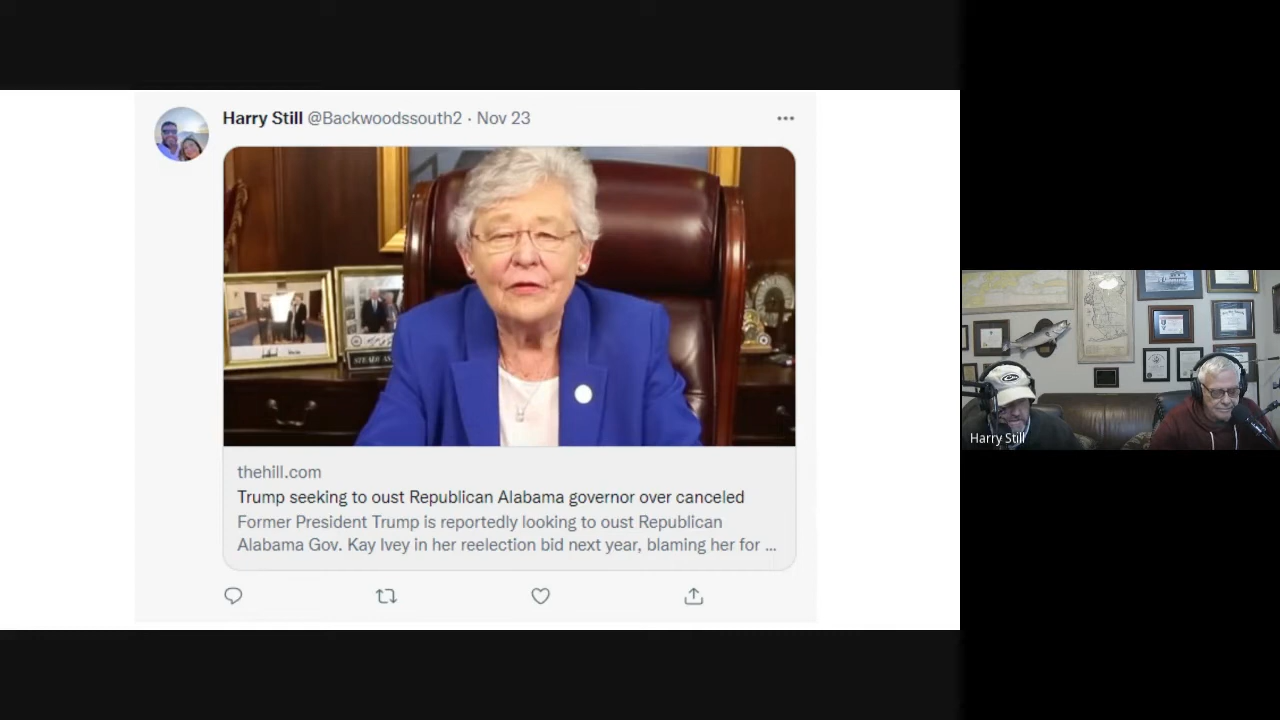 Harry Still @Backwoodssouth2 · Nov 23
thehill.com
Trump seeking to oust Republican Alabama governor over canceled
Former President Trump is reportedly looking to oust Republican
Alabama Gov. Kay Ivey in her reelection bid next year, blaming her for ...
Harry Still